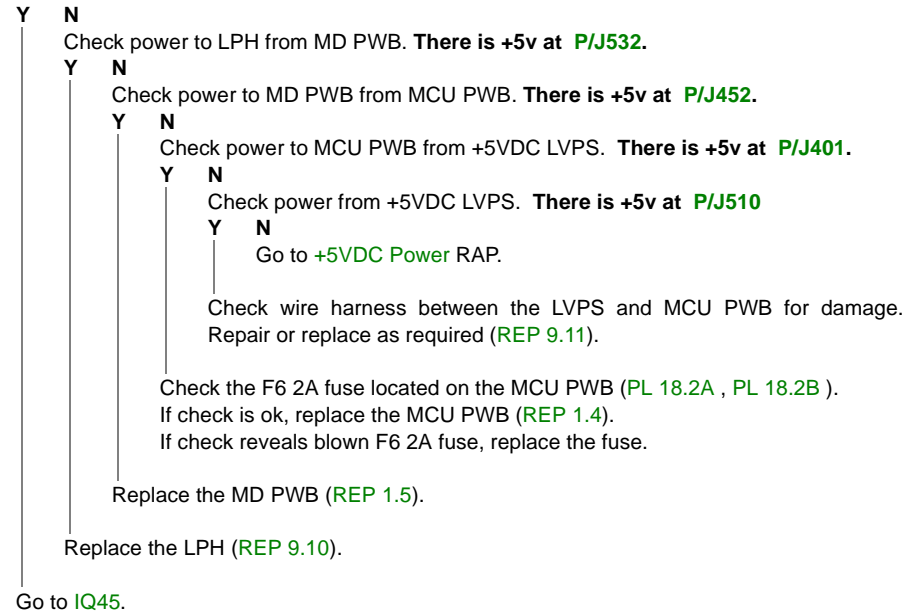 Y N
Check power to LPH from MD PWB. There is +5v at P/J532.
Y N
Check power to MD PWB from MCU PWB. There is +5v at P/J452.
Y N
Check power to MCU PWB from +5VDC LVPS. There is +5v at P/J401.
Y N
Check power from +5VDC LVPS. There is +5v at P/J510
Y N
Go to +5VDC Power RAP.
Check wire harness between the LVPS and MCU PWB for damage.
Repair or replace as required (REP 9.11).
Check the F6 2A fuse located on the MCU PWB (PL 18.2A , PL 18.2B ).
If check is ok, replace the MCU PWB (REP 1.4).
If check reveals blown F6 2A fuse, replace the fuse.
Replace the MD PWB (REP 1.5).
Replace the LPH (REP 9.10).
Go to IQ45.